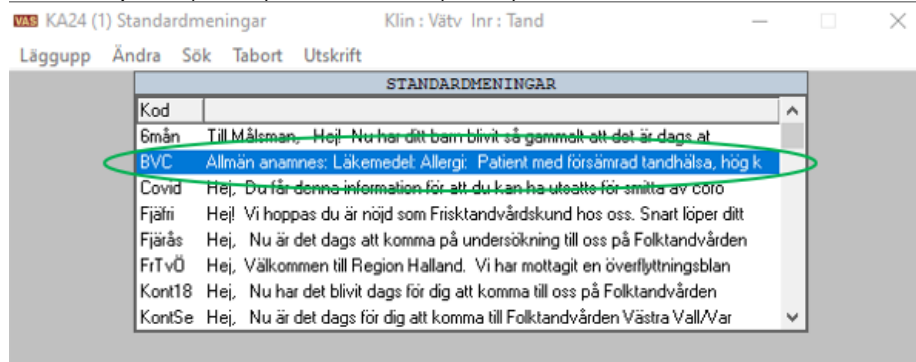 VAS KA24 (1) Standardmeningar Klin : Vätv Inr : Tand
Läggupp Ändra Sök Tabort Utskrift
STANDARDMENINGAR
Kod
6mån Till Målsman, Hej! Nu har ditt barn blivit så gammalt att det är dags at
BVC Allmän anamnes: Läkemedel: Allergi: Patient med försämrad tandhälsa, hög k
Covid Hej, Du får denna information för att du kan ha utsatts för smitta av coro
Fjäfri Hej! Vi hoppas du är nöjd som Frisktandvårdskund hos oss. Snart löper ditt
Fjärås Hej, Nu är det dags att komma på undersökning till oss på Folktandvården
FrTvÖ Hej, Välkommen till Region Halland. Vi har mottagit en överflyttningsblan
Kont18 Hej, Nu har det blivit dags för dig att komma till oss på Folktandvården
KontSe Hej, Nu är det dags för dig att komma till Folktandvården Västra Vall/Var